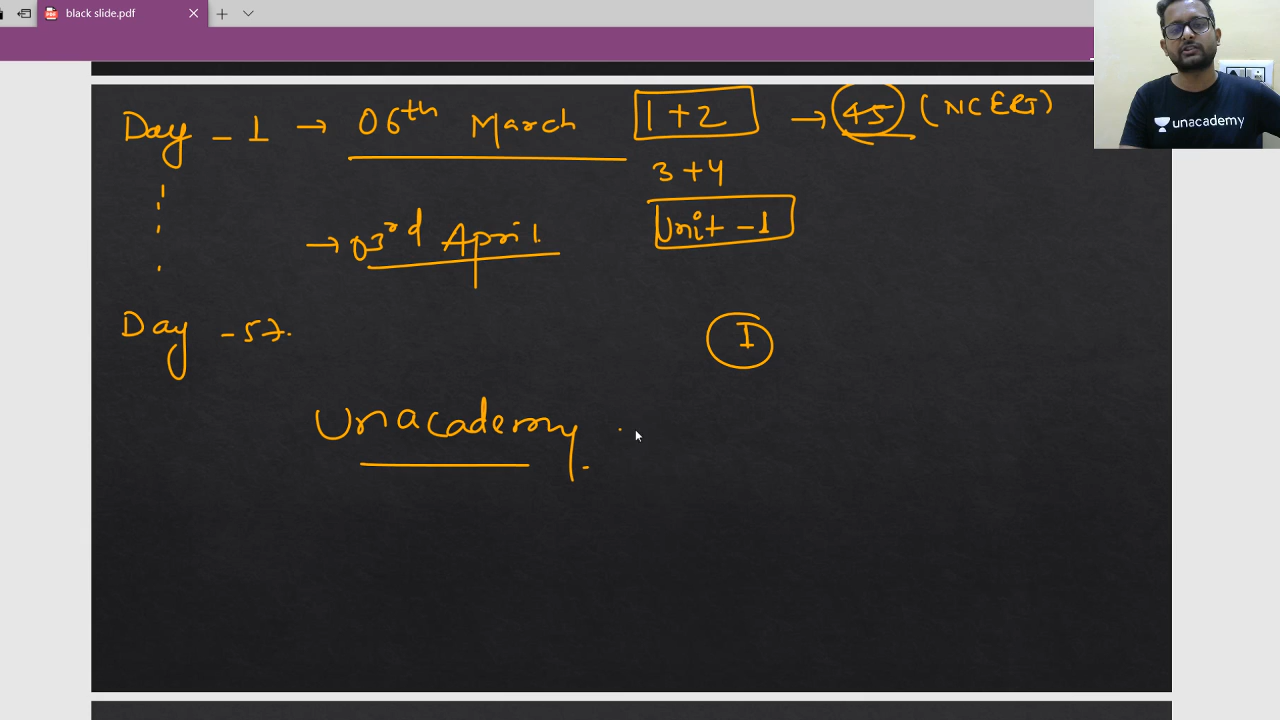 black slide.pdf
unacademy
Day - 1 → 06th March 1 + 2 → 45 (NCERT)
3 + 4
→ 03rd April Unit - 1
Day - 57.
I
Unacademy.